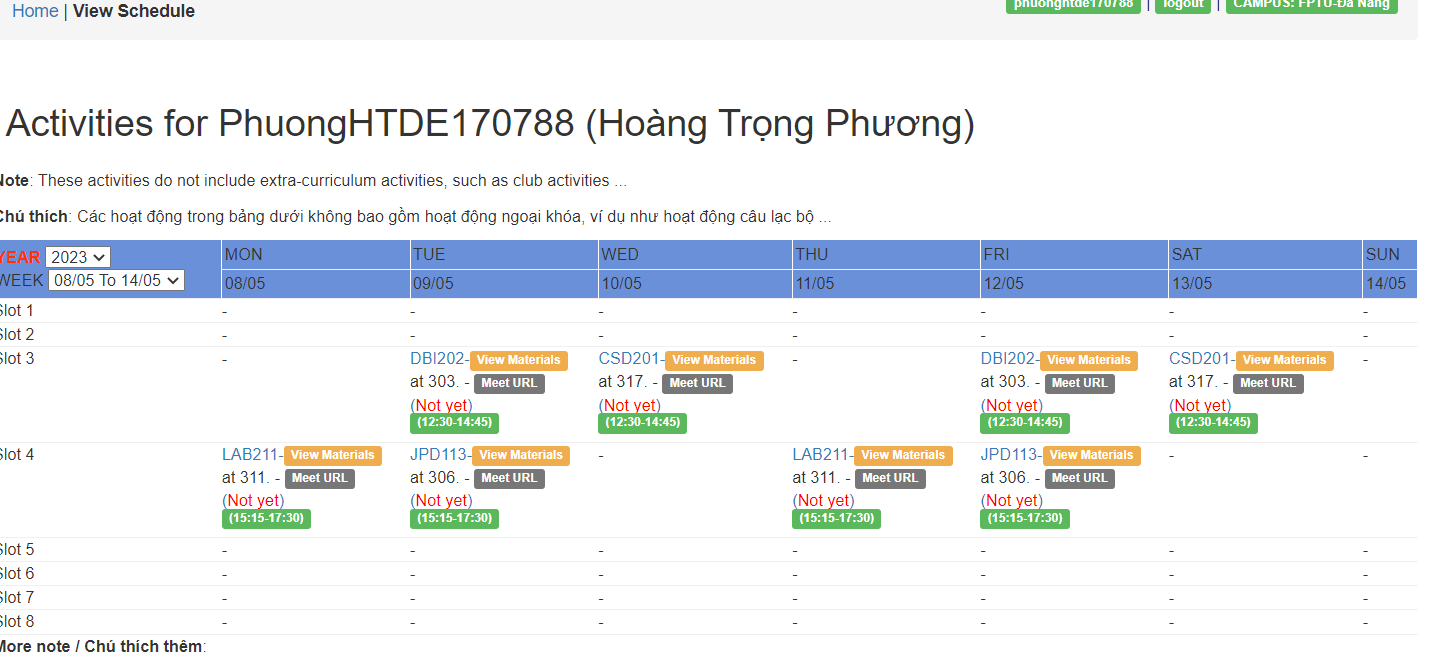 Home | View Schedule
phuonghtde170788 | logout | CAMPUS: FPTU-Đà Nẵng
Activities for PhuongHTDE170788 (Hoàng Trọng Phương)
Note: These activities do not include extra-curriculum activities, such as club activities ...
Chú thích: Các hoạt động trong bảng dưới không bao gồm hoạt động ngoại khóa, ví dụ như hoạt động câu lạc bộ ...
YEAR 2023 MON TUE WED THU FRI SAT SUN
WEEK 08/05 To 14/05 08/05 09/05 10/05 11/05 12/05 13/05 14/05
Slot 1 - - - - - - -
Slot 2 - - - - - - -
Slot 3 - DBI202- View Materials CSD201- View Materials - DBI202- View Materials CSD201- View Materials -
at 303. - Meet URL at 317. - Meet URL at 303. - Meet URL at 317. - Meet URL
(Not yet) (Not yet) (Not yet) (Not yet)
(12:30-14:45) (12:30-14:45) (12:30-14:45) (12:30-14:45)
Slot 4 LAB211- View Materials JPD113- View Materials - LAB211- View Materials JPD113- View Materials - -
at 311. - Meet URL at 306. - Meet URL at 311. - Meet URL at 306. - Meet URL
(Not yet) (Not yet) (Not yet) (Not yet)
(15:15-17:30) (15:15-17:30) (15:15-17:30) (15:15-17:30)
Slot 5 - - - - - - -
Slot 6 - - - - - - -
Slot 7 - - - - - - -
Slot 8 - - - - - - -
More note / Chú thích thêm: